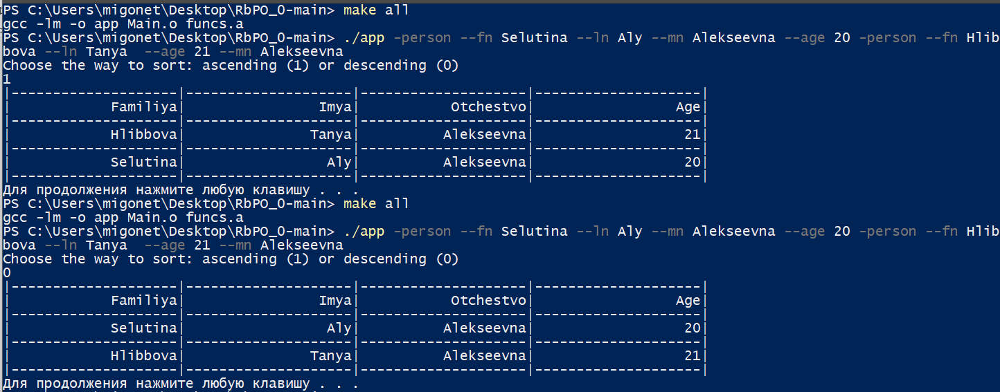 PS C:\Users\migonet\Desktop\RbPO_0-main> make all
gcc -lm -o app Main.o funcs.a
PS C:\Users\migonet\Desktop\RbPO_0-main> ./app -person --fn Selutina --ln Aly --mn Alekseevna --age 20 -person --fn Hlib
bova --ln Tanya  --age 21 --mn Alekseevna
Choose the way to sort: ascending (1) or descending (0)
1
|--------------------|--------------------|--------------------|--------------------|
|            Familiya|                Imya|           Otchestvo|                 Age|
|--------------------|--------------------|--------------------|--------------------|
|            Hlibbova|               Tanya|          Alekseevna|                  21|
|--------------------|--------------------|--------------------|--------------------|
|            Selutina|                 Aly|          Alekseevna|                  20|
|--------------------|--------------------|--------------------|--------------------|
Для продолжения нажмите любую клавишу . . .
PS C:\Users\migonet\Desktop\RbPO_0-main> make all
gcc -lm -o app Main.o funcs.a
PS C:\Users\migonet\Desktop\RbPO_0-main> ./app -person --fn Selutina --ln Aly --mn Alekseevna --age 20 -person --fn Hlib
bova --ln Tanya  --age 21 --mn Alekseevna
Choose the way to sort: ascending (1) or descending (0)
0
|--------------------|--------------------|--------------------|--------------------|
|            Familiya|                Imya|           Otchestvo|                 Age|
|--------------------|--------------------|--------------------|--------------------|
|            Selutina|                 Aly|          Alekseevna|                  20|
|--------------------|--------------------|--------------------|--------------------|
|            Hlibbova|               Tanya|          Alekseevna|                  21|
|--------------------|--------------------|--------------------|--------------------|
Для продолжения нажмите любую клавишу . . .